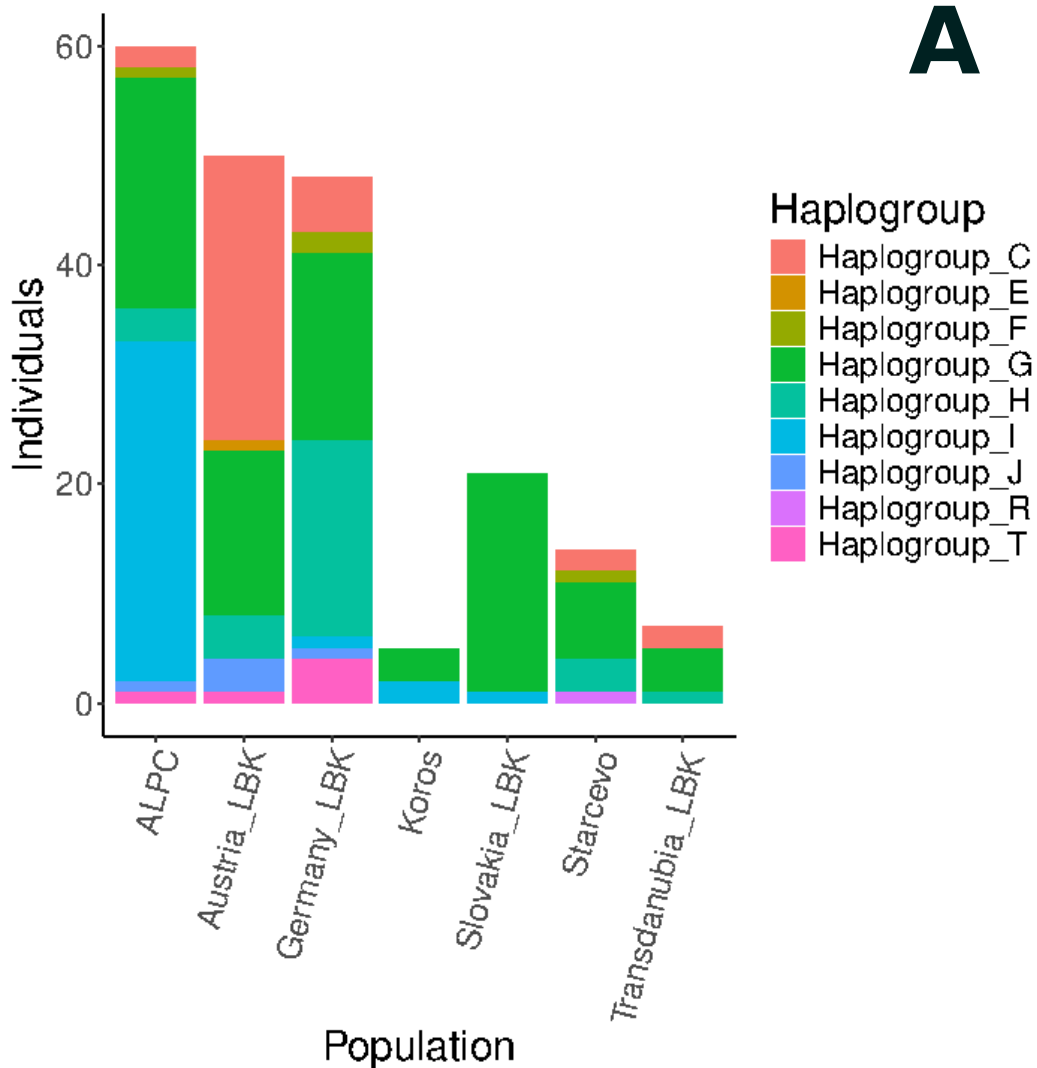 A
60
40
20
0
Individuals
ALPC
Austria_LBK
Germany_LBK
Koros
Slovakia_LBK
Starcevo
Transdanubia_LBK
Population
Haplogroup
Haplogroup_C
Haplogroup_E
Haplogroup_F
Haplogroup_G
Haplogroup_H
Haplogroup_I
Haplogroup_J
Haplogroup_R
Haplogroup_T